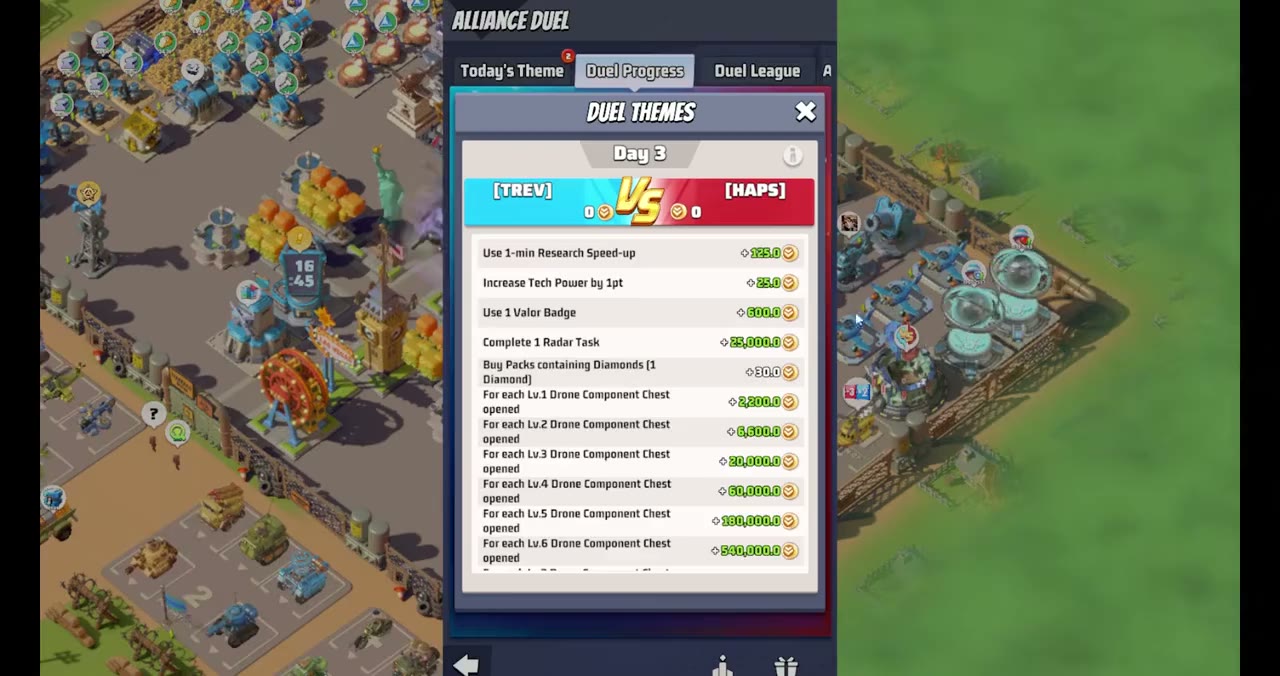 ALLIANCE DUEL
2
Today's Theme
Duel Progress
Duel League
A
DUEL THEMES
Day 3
[TREV]
VS
[HAPS]
0
0
Use 1-min Research Speed-up
+125.0
Increase Tech Power by 1pt
+25.0
Use 1 Valor Badge
+600.0
Complete 1 Radar Task
+25,000.0
Buy Packs containing Diamonds (1
Diamond)
+30.0
For each Lv.1 Drone Component Chest
opened
+2,200.0
For each Lv.2 Drone Component Chest
opened
+6,600.0
For each Lv.3 Drone Component Chest
opened
+20,000.0
For each Lv.4 Drone Component Chest
opened
+60,000.0
For each Lv.5 Drone Component Chest
opened
+180,000.0
For each Lv.6 Drone Component Chest
opened
+540,000.0
16
:45
?
2